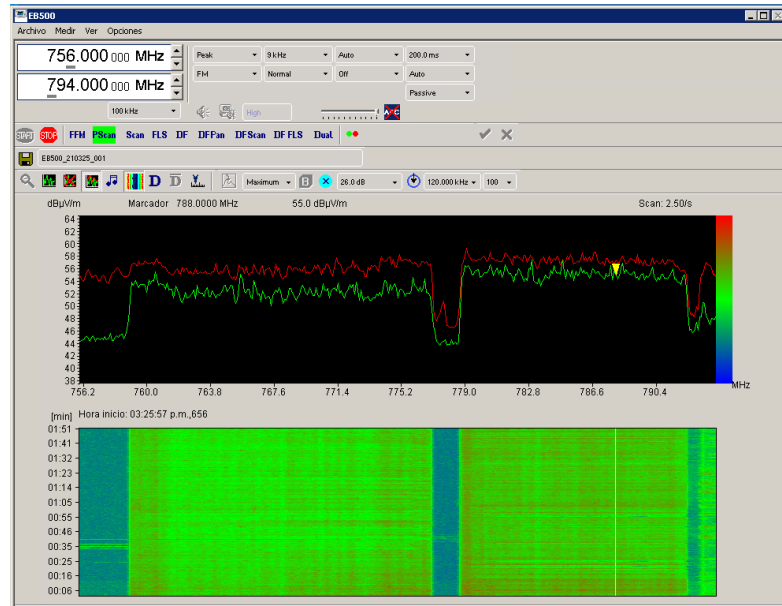 EB500
Archivo Medir Ver Opciones
756.000 000 MHz
794.000 000 MHz
Peak 9 kHz Auto 200.0 ms
FM Normal Off Auto
Passive
100 kHz High AFC
START STOP FFM PScan Scan FLS DF DFPan DFScan DF FLS Dual
EB500_210325_001
D D Maximum 26.0 dB 120.000 kHz 100
dBµV/m Marcador 788.0000 MHz 55.0 dBµV/m Scan: 2.50/s
64
62
60
58
56
54
52
50
48
46
44
42
40
38
756.2 760.0 763.8 767.6 771.4 775.2 779.0 782.8 786.6 790.4 MHz
[min] Hora inicio: 03:25:57 p.m.,656
01:51
01:41
01:32
01:23
01:14
01:05
00:55
00:46
00:35
00:25
00:16
00:06